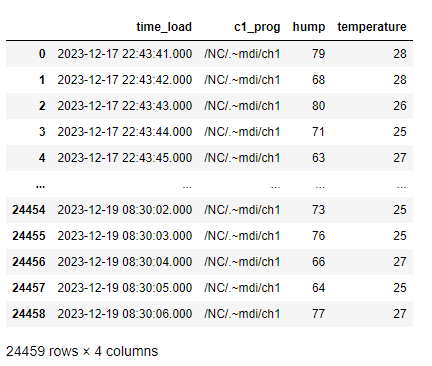 time_load c1_prog hump temperature
0 2023-12-17 22:43:41.000 /NC/.~mdi/ch1 79 28
1 2023-12-17 22:43:42.000 /NC/.~mdi/ch1 68 28
2 2023-12-17 22:43:43.000 /NC/.~mdi/ch1 80 26
3 2023-12-17 22:43:44.000 /NC/.~mdi/ch1 71 25
4 2023-12-17 22:43:45.000 /NC/.~mdi/ch1 63 27
... ... ... ... ...
24454 2023-12-19 08:30:02.000 /NC/.~mdi/ch1 73 25
24455 2023-12-19 08:30:03.000 /NC/.~mdi/ch1 76 25
24456 2023-12-19 08:30:04.000 /NC/.~mdi/ch1 66 27
24457 2023-12-19 08:30:05.000 /NC/.~mdi/ch1 64 25
24458 2023-12-19 08:30:06.000 /NC/.~mdi/ch1 77 27
24459 rows × 4 columns